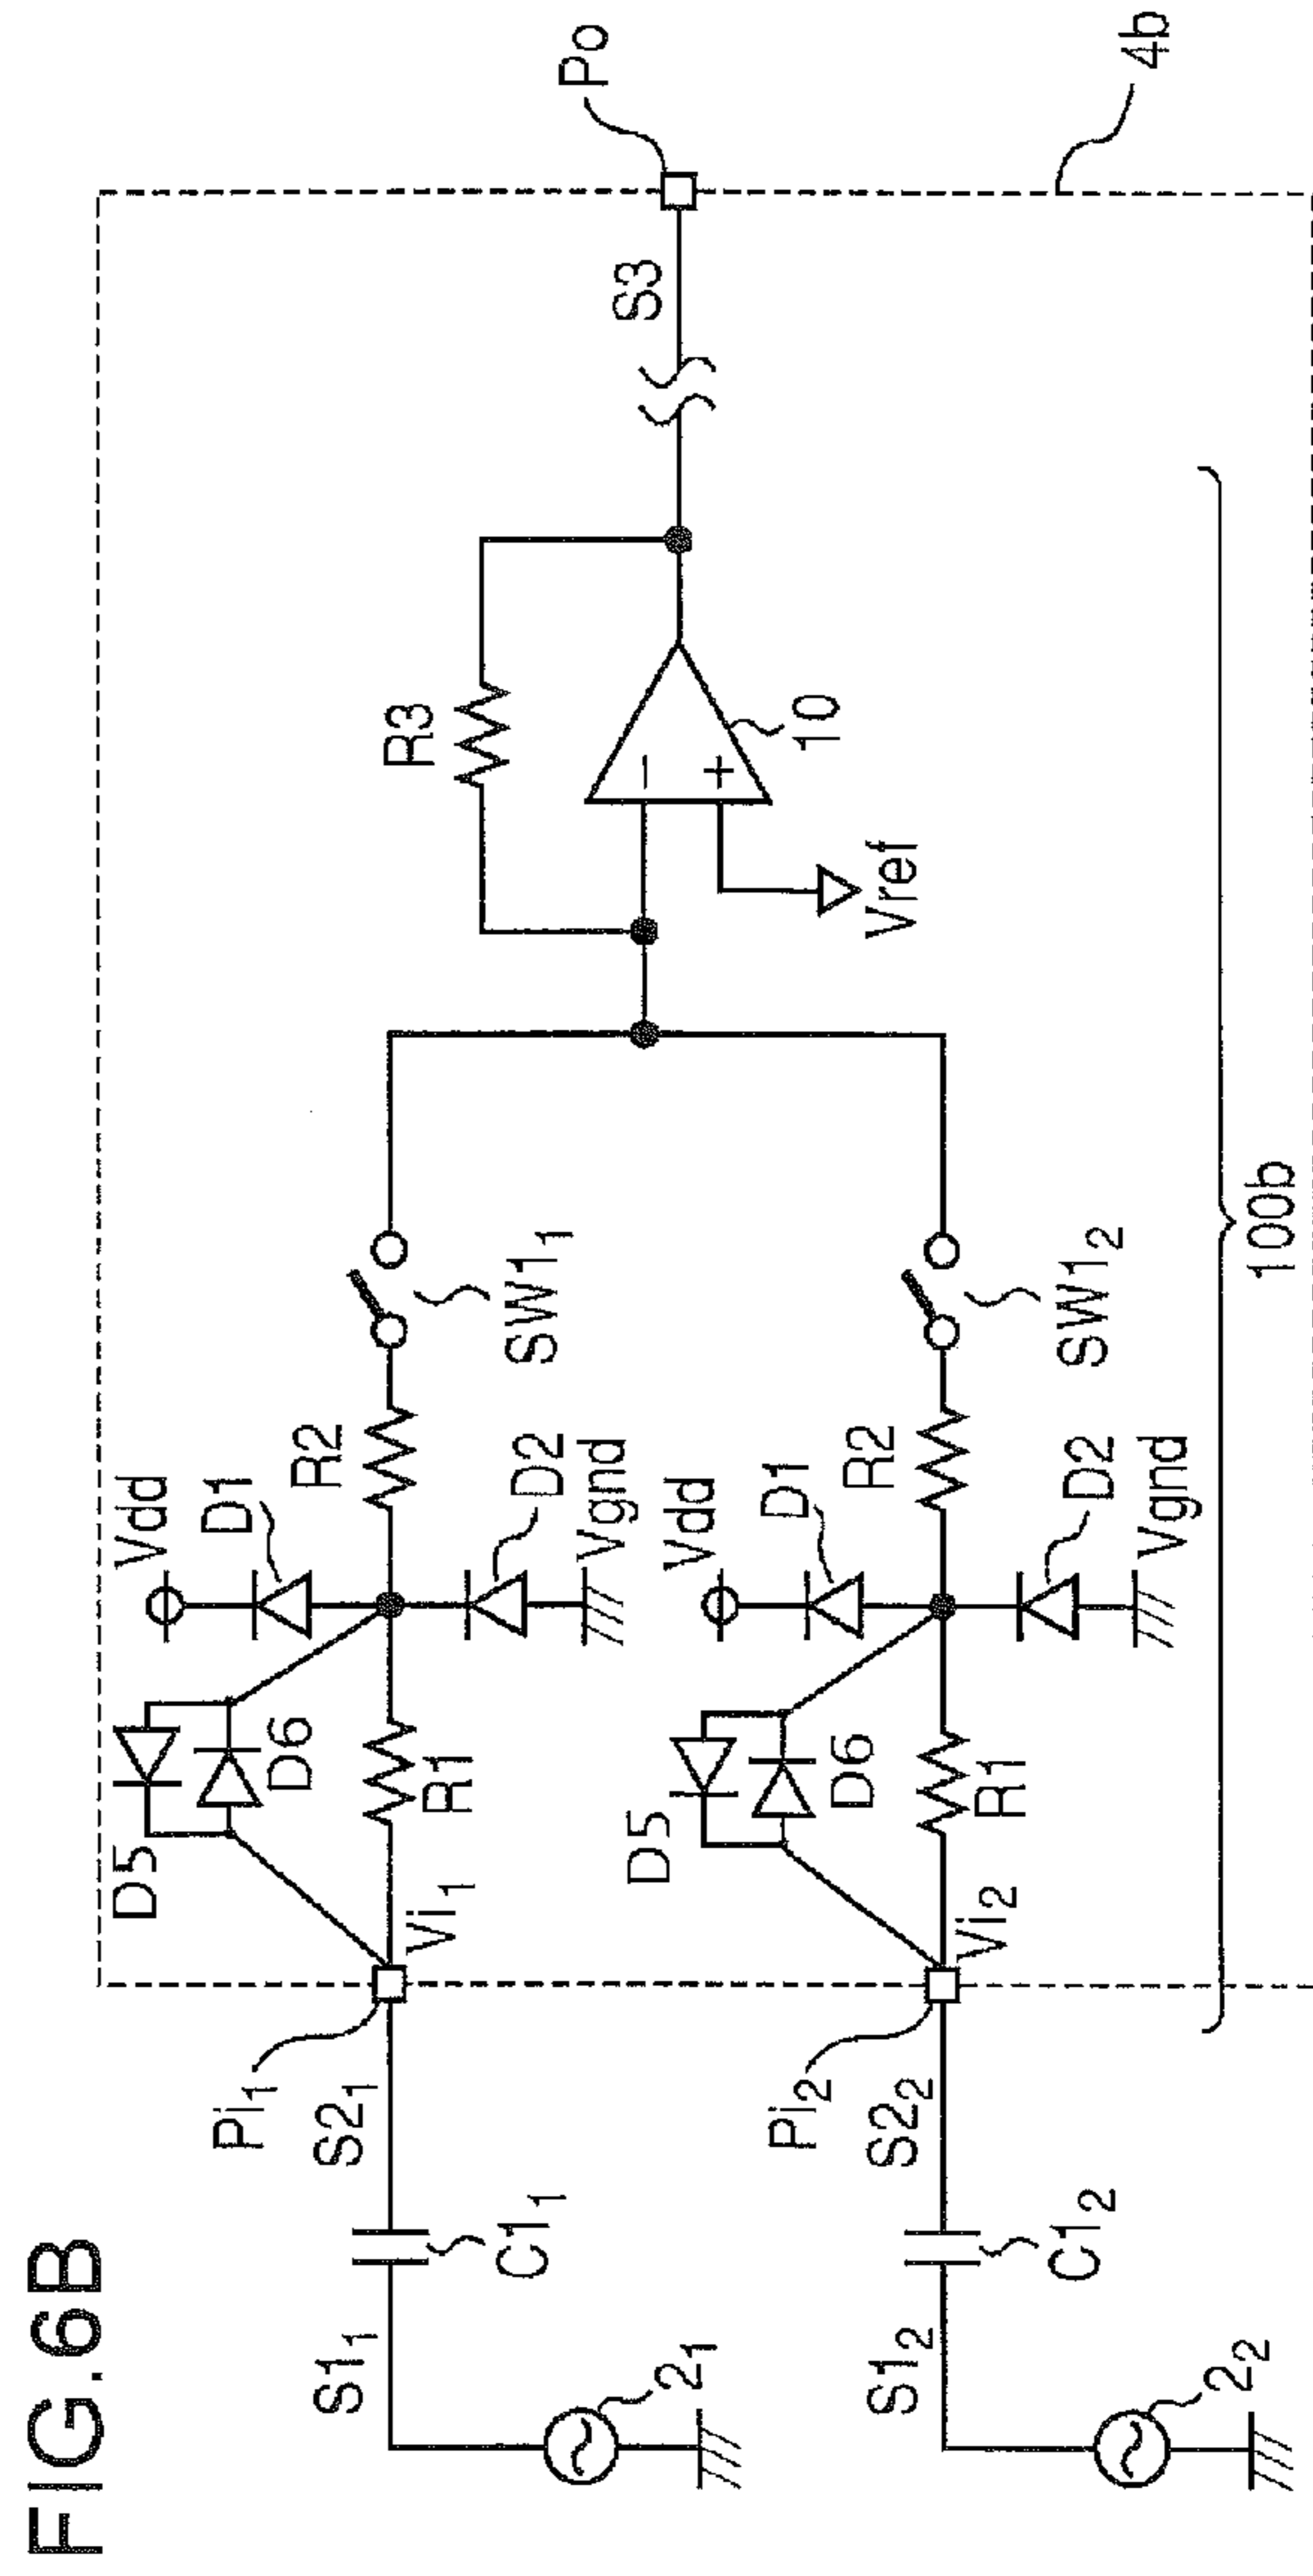 FIG.6B
D5
D6
Vdd
D1
R2
R3
Po
S3
S1₁
C1₁
S2₁
Pi₁
Vi₁
R1
D2
Vgnd
SW1₁
2₁
−
+
10
Vref
D5
D6
Vdd
D1
R2
S1₂
C1₂
S2₂
Pi₂
Vi₂
R1
D2
Vgnd
SW1₂
2₂
100b
4b